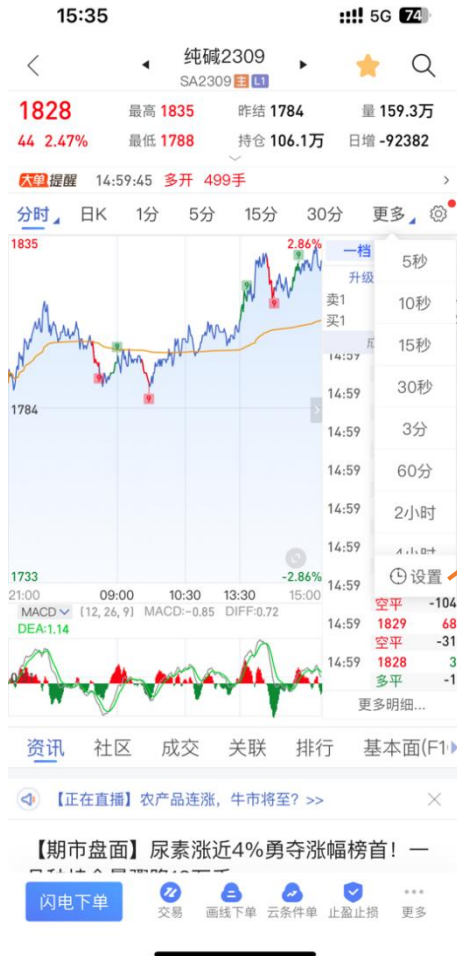 15:35 5G 74
纯碱2309
SA2309 主 L1
1828 最高 1835 昨结 1784 量 159.3万
44 2.47% 最低 1788 持仓 106.1万 日增 -92382
大单提醒 14:59:45 多开 499手
分时 日K 1分 5分 15分 30分 更多
1835 2.86% 一档
5秒
升级
卖1 10秒
买1
15秒
14:59
30秒
14:59
1784
3分
14:59
14:59 60分
14:59 2小时
14:59 4小时
设置
1733 -2.86% 14:59
21:00 09:00 10:30 13:30 15:00 空平 -104
MACD (12, 26, 9) MACD:-0.85 DIFF:0.72 14:59 1829 68
DEA:1.14 空平 -31
14:59 1828 3
多平 -1
更多明细...
资讯 社区 成交 关联 排行 基本面(F1
【正在直播】农产品连涨，牛市将至？>>
【期市盘面】尿素涨近4%勇夺涨幅榜首！一
闪电下单 交易 画线下单 云条件单 止盈止损 更多